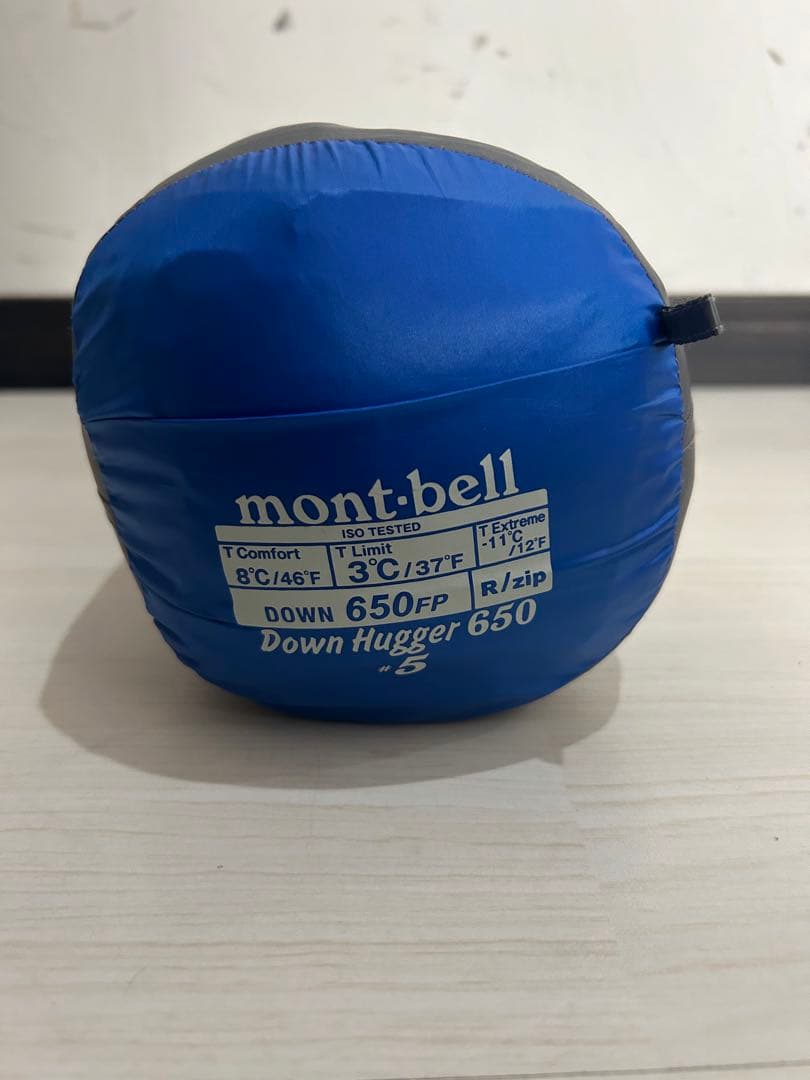 mont·bell
ISO TESTED
T Comfort T Limit T Extreme
8°C/46°F 3°C/37°F -11°C/12°F
DOWN 650FP R/zip
Down Hugger 650
#5